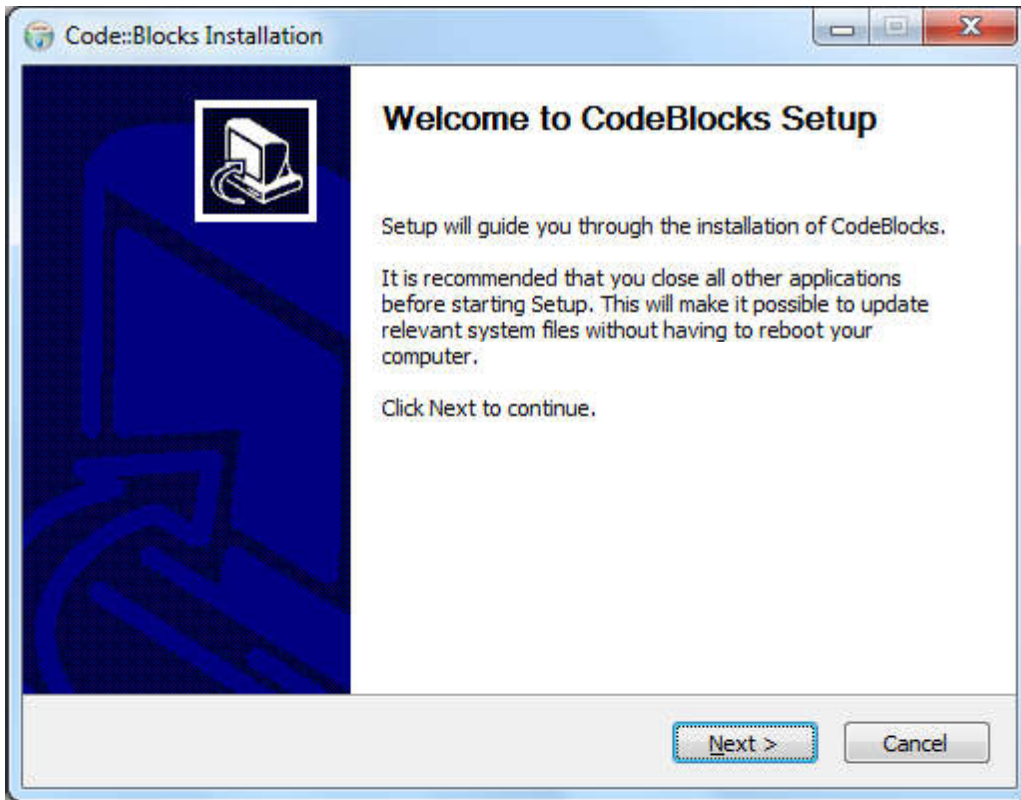 Code::Blocks Installation
Welcome to CodeBlocks Setup
Setup will guide you through the installation of CodeBlocks.
It is recommended that you close all other applications
before starting Setup. This will make it possible to update
relevant system files without having to reboot your
computer.
Click Next to continue.
Next >
Cancel